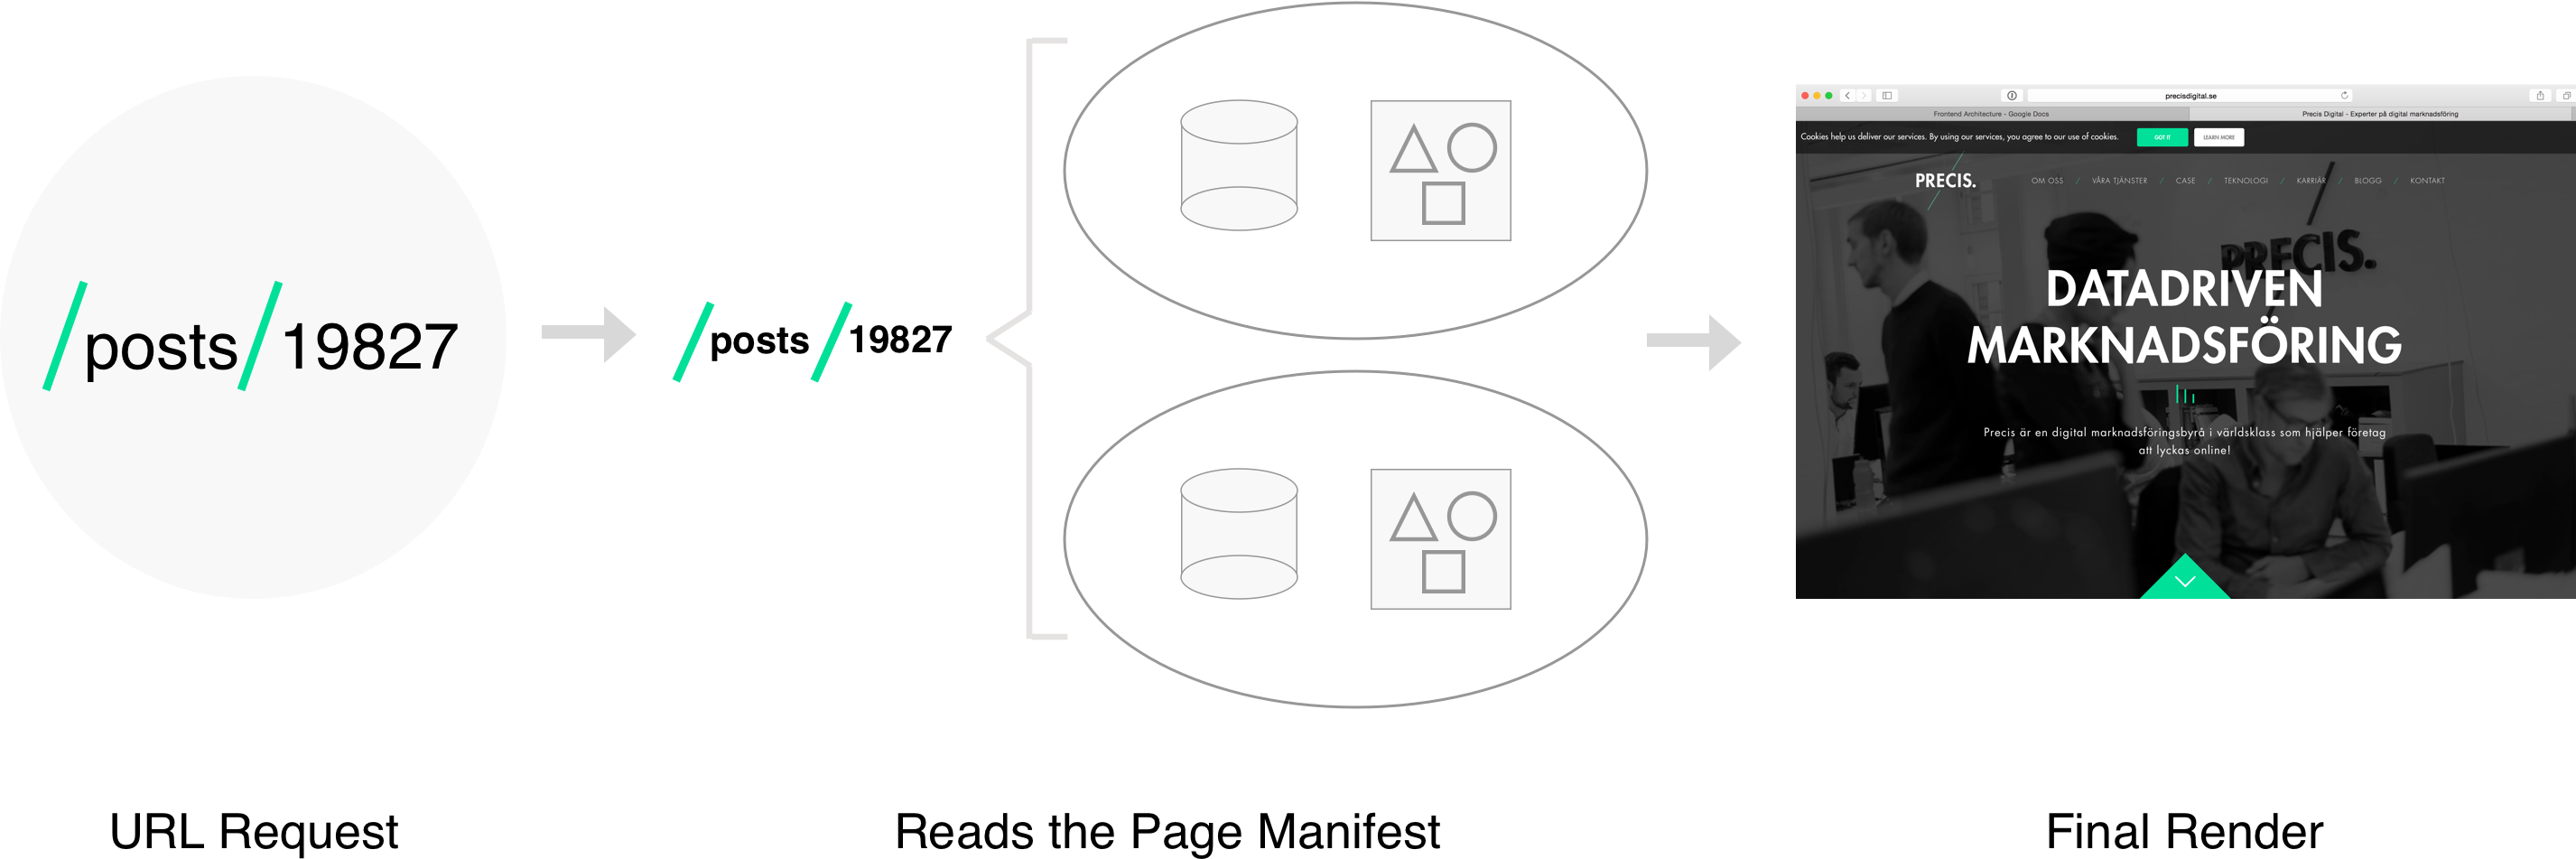 /posts/19827
/posts/19827
precisdigital.se
Frontend Architecture - Google Docs
Precis Digital - Experter på digital marknadsföring
Cookies help us deliver our services. By using our services, you agree to our use of cookies.
GOT IT
LEARN MORE
PRECIS.
OM OSS / VÅRA TJÄNSTER / CASE / TEKNOLOGI / KARRIÄR / BLOGG / KONTAKT
PRECIS.
DATADRIVEN
MARKNADSFÖRING
Precis är en digital marknadsföringsbyrå i världsklass som hjälper företag
att lyckas online!
URL Request
Reads the Page Manifest
Final Render